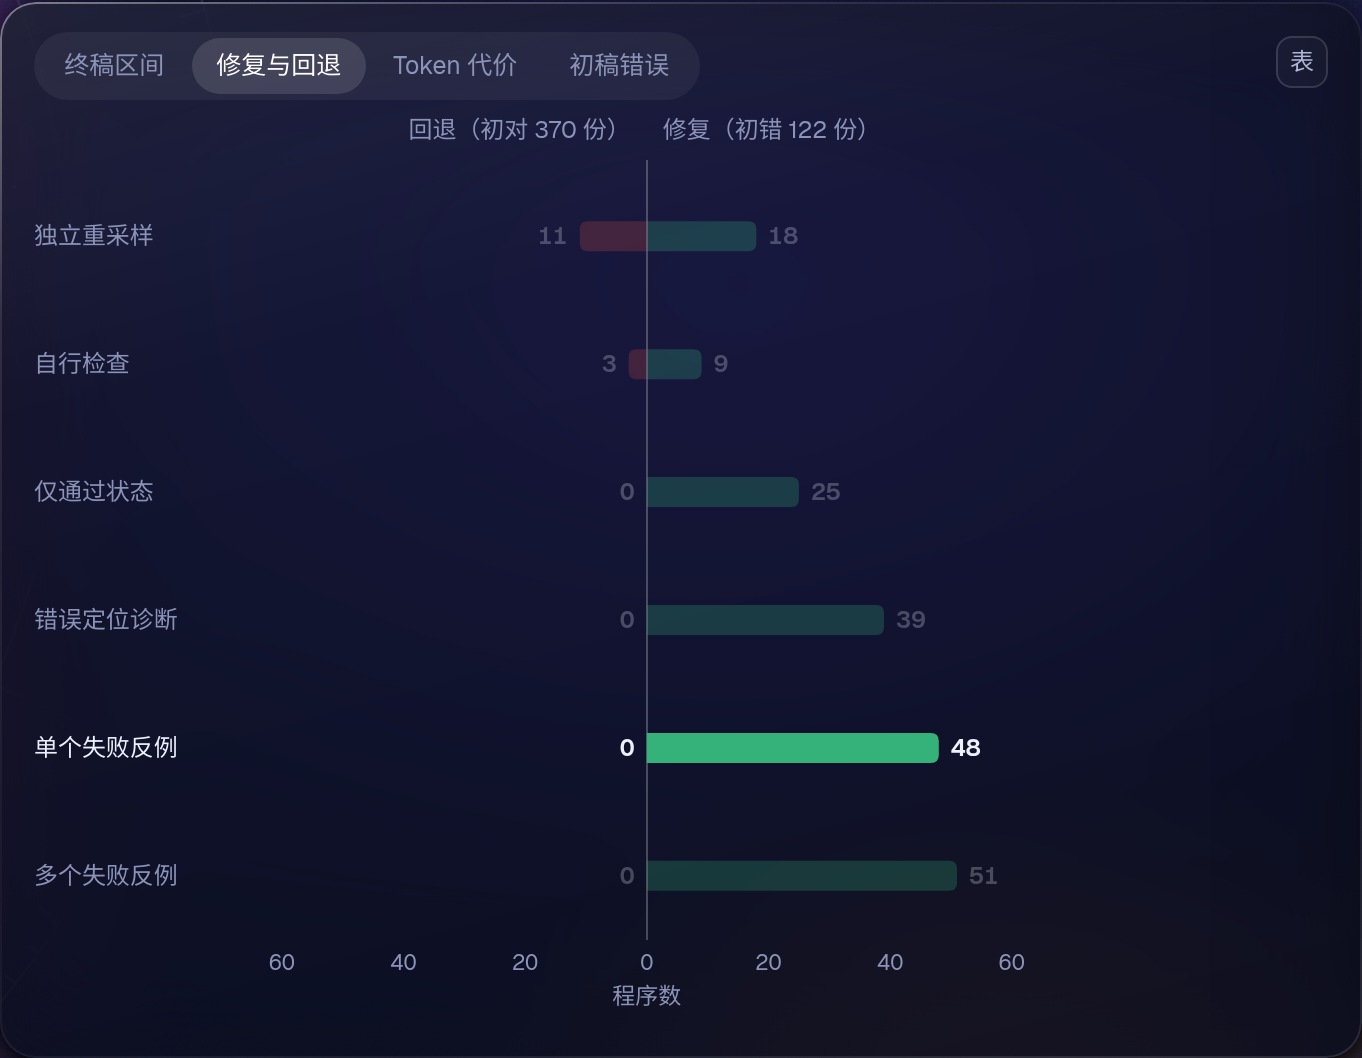 终稿区间 修复与回退 Token 代价 初稿错误 表
回退（初对 370 份） 修复（初错 122 份）
独立重采样 11 18
自行检查 3 9
仅通过状态 0 25
错误定位诊断 0 39
单个失败反例 0 48
多个失败反例 0 51
60 40 20 0 20 40 60
程序数